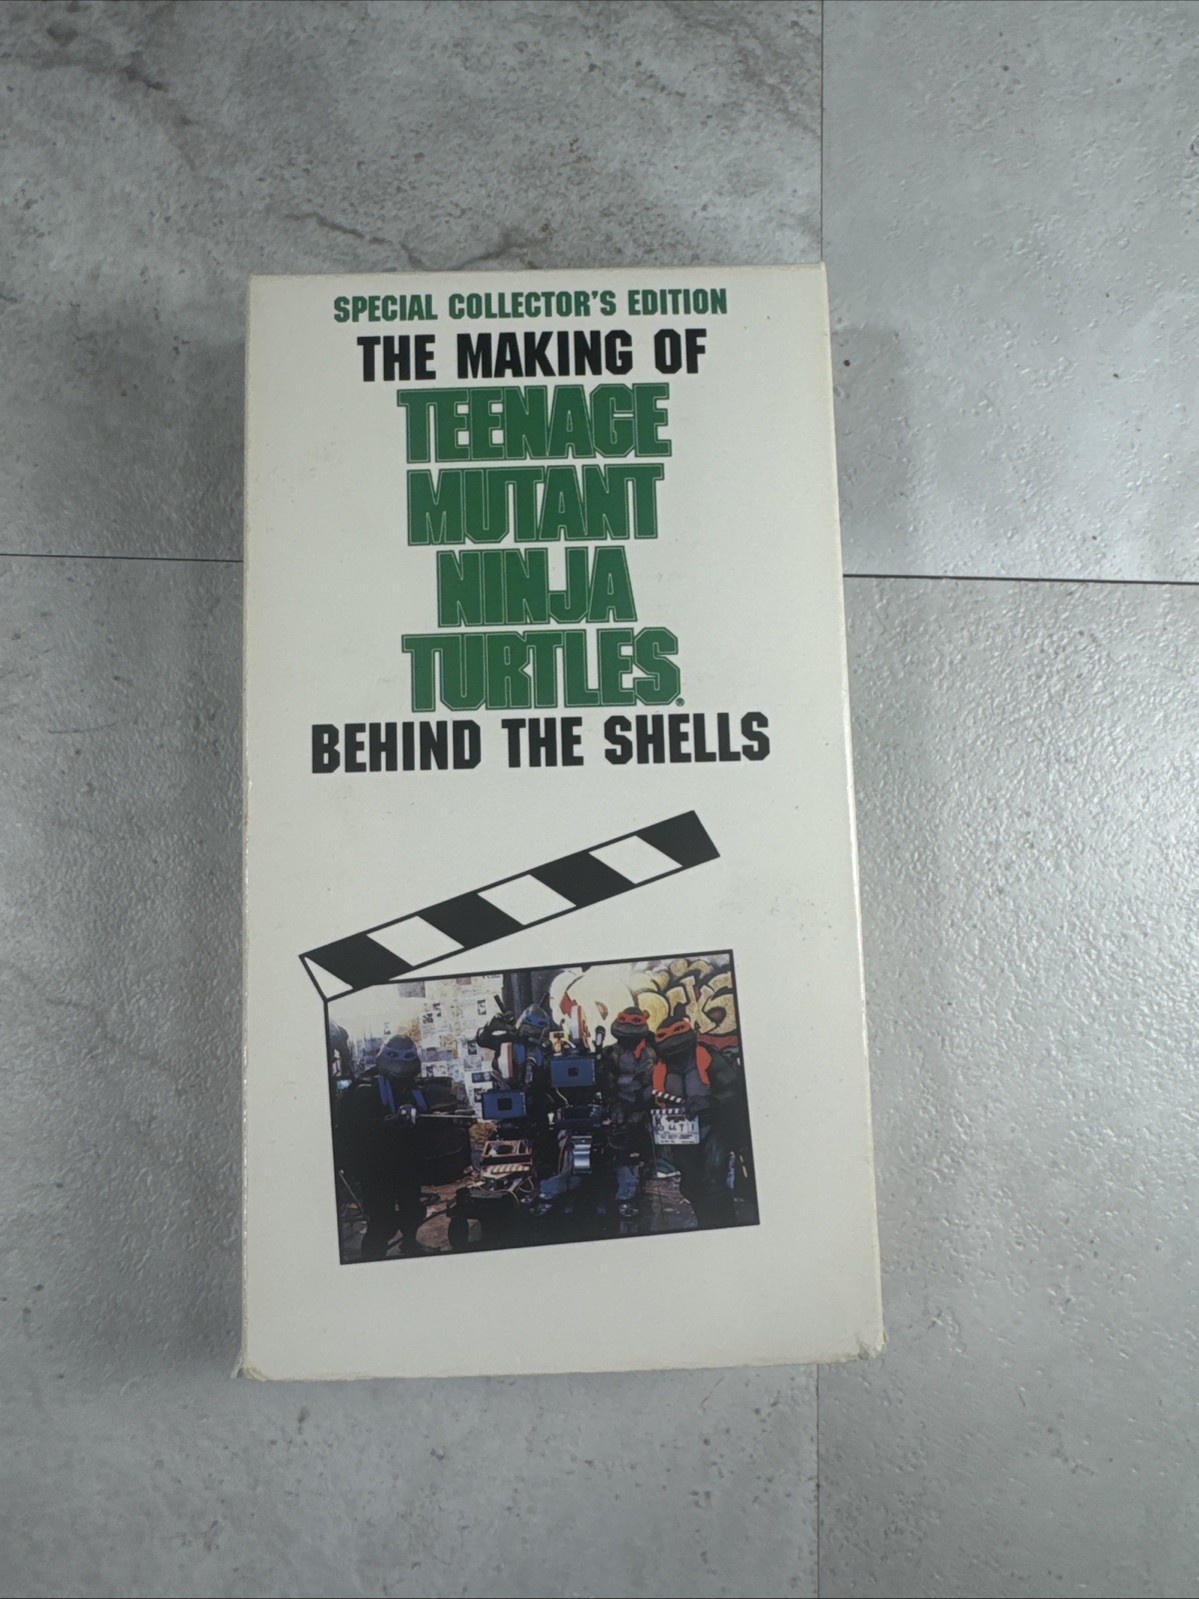 SPECIAL COLLECTOR'S EDITION
THE MAKING OF
TEENAGE
MUTANT
NINJA
TURTLES®
BEHIND THE SHELLS